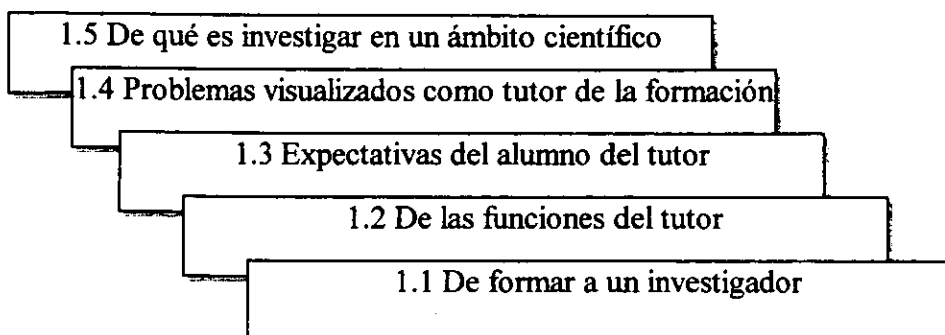 1.5 De qué es investigar en un ámbito científico
1.4 Problemas visualizados como tutor de la formación
1.3 Expectativas del alumno del tutor
1.2 De las funciones del tutor
1.1 De formar a un investigador